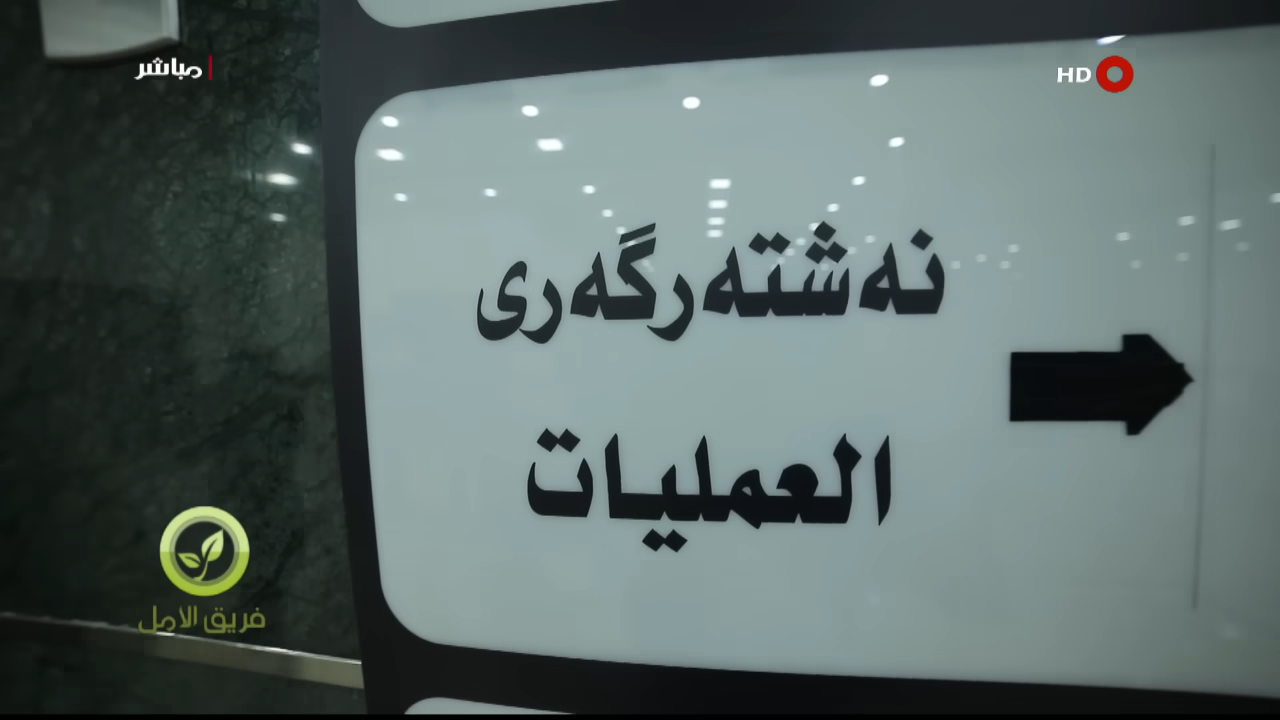 مباشر
HD
نەشتەرگەری
العمليات
فريق الامل